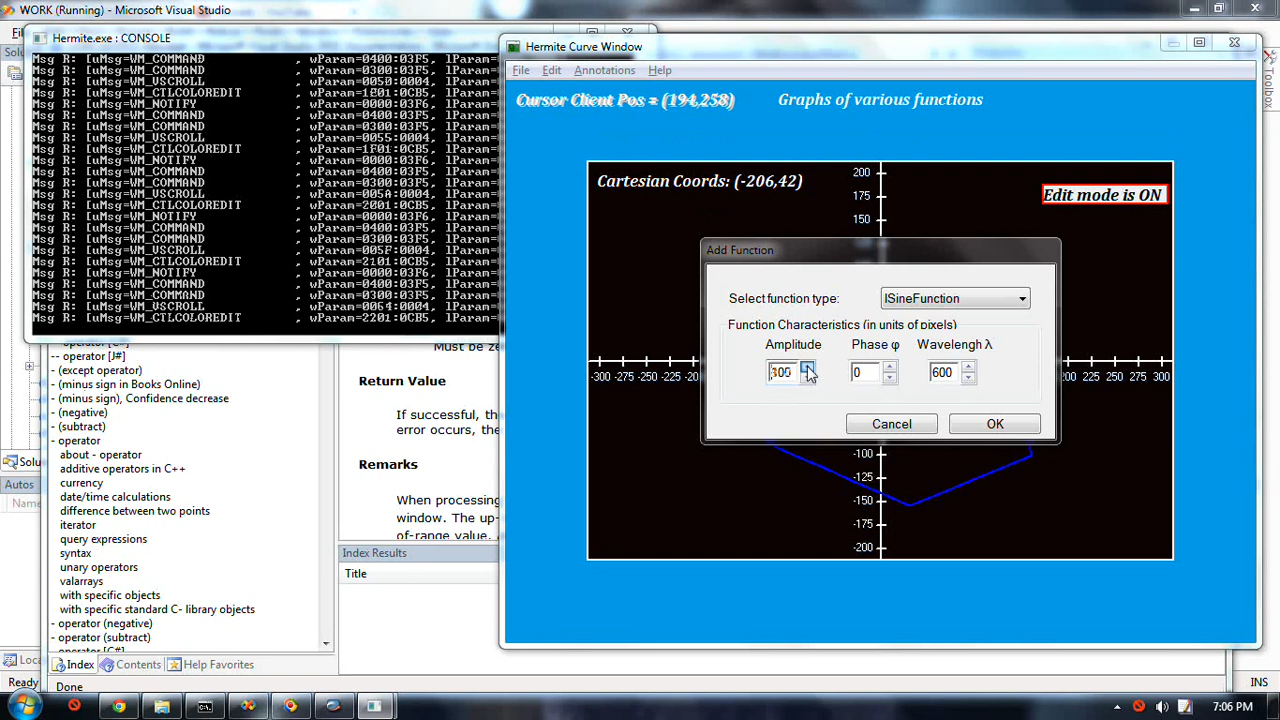 WORK (Running) - Microsoft Visual Studio
Hermite.exe : CONSOLE
Msg R: [uMsg=WM_COMMAND , wParam=0400:03F5, lParam=
Msg R: [uMsg=WM_COMMAND , wParam=0300:03F5, lParam=
Msg R: [uMsg=WM_VSCROLL , wParam=0050:0004, lParam=
Msg R: [uMsg=WM_CTLCOLOREDIT , wParam=1E01:0CB5, lParam=
Msg R: [uMsg=WM_NOTIFY , wParam=0000:03F6, lParam=
Msg R: [uMsg=WM_COMMAND , wParam=0400:03F5, lParam=
Msg R: [uMsg=WM_COMMAND , wParam=0300:03F5, lParam=
Msg R: [uMsg=WM_VSCROLL , wParam=0055:0004, lParam=
Msg R: [uMsg=WM_CTLCOLOREDIT , wParam=1F01:0CB5, lParam=
Msg R: [uMsg=WM_NOTIFY , wParam=0000:03F6, lParam=
Msg R: [uMsg=WM_COMMAND , wParam=0400:03F5, lParam=
Msg R: [uMsg=WM_COMMAND , wParam=0300:03F5, lParam=
Msg R: [uMsg=WM_VSCROLL , wParam=005A:0004, lParam=
Msg R: [uMsg=WM_CTLCOLOREDIT , wParam=2001:0CB5, lParam=
Msg R: [uMsg=WM_NOTIFY , wParam=0000:03F6, lParam=
Msg R: [uMsg=WM_COMMAND , wParam=0400:03F5, lParam=
Msg R: [uMsg=WM_COMMAND , wParam=0300:03F5, lParam=
Msg R: [uMsg=WM_VSCROLL , wParam=005F:0004, lParam=
Msg R: [uMsg=WM_CTLCOLOREDIT , wParam=2101:0CB5, lParam=
Msg R: [uMsg=WM_NOTIFY , wParam=0000:03F6, lParam=
Msg R: [uMsg=WM_COMMAND , wParam=0400:03F5, lParam=
Msg R: [uMsg=WM_COMMAND , wParam=0300:03F5, lParam=
Msg R: [uMsg=WM_VSCROLL , wParam=0064:0004, lParam=
Msg R: [uMsg=WM_CTLCOLOREDIT , wParam=2201:0CB5, lParam=
Hermite Curve Window
File Edit Annotations Help
Cursor Client Pos = (194,258) Graphs of various functions
Cartesian Coords: (-206,42)
Edit mode is ON
200
175
150
Add Function
Select function type: ISineFunction
Function Characteristics (in units of pixels)
Amplitude Phase φ Wavelengh λ
0 600
Cancel OK
-300 -275 -250 -225
275 300
-100
-125
-150
-175
-200
operator [J#]
(except operator)
(minus sign in Books Online)
(minus sign), Confidence decrease
(negative)
(subtract)
operator
about - operator
additive operators in C++
currency
date/time calculations
difference between two points
iterator
query expressions
syntax
unary operators
valarrays
with specific objects
with specific standard C- library objects
- operator (negative)
- operator (subtract)
Index Contents Help Favorites
Done
Return Value
If successful, the
error occurs, the
Remarks
When processing
window. The up-
Index Results
Title
Autos
Ready
INS
Toolbox
7:06 PM